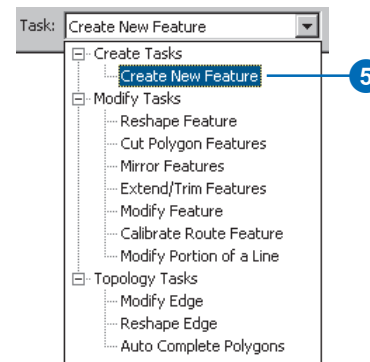 Task: Create New Feature
Create Tasks
Create New Feature
5
Modify Tasks
Reshape Feature
Cut Polygon Features
Mirror Features
Extend/Trim Features
Modify Feature
Calibrate Route Feature
Modify Portion of a Line
Topology Tasks
Modify Edge
Reshape Edge
Auto Complete Polygons